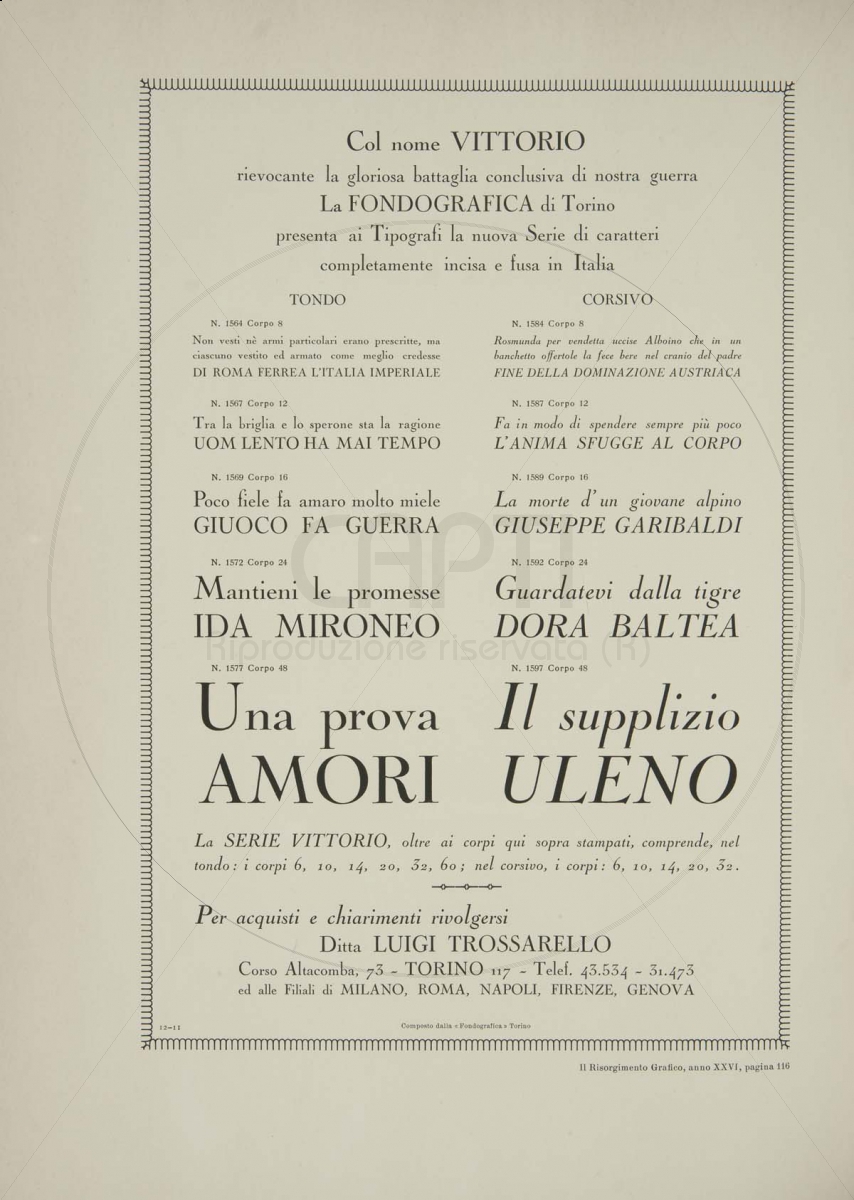 Col nome VITTORIO
rievocante la gloriosa battaglia conclusiva di nostra guerra
La FONDOGRAFICA di Torino
presenta ai Tipografi la nuova Serie di caratteri
completamente incisa e fusa in Italia
TONDO
N. 1564 Corpo 8
Non vesti nè armi particolari erano prescritte, ma
ciascuno vestito ed armato come meglio credesse
DI ROMA FERREA L'ITALIA IMPERIALE
N. 1567 Corpo 12
Tra la briglia e lo sperone sta la ragione
UOM LENTO HA MAI TEMPO
N. 1569 Corpo 16
Poco fiele fa amaro molto miele
GIUOCO FA GUERRA
N. 1572 Corpo 24
Mantieni le promesse
IDA MIRONEO
N. 1577 Corpo 48
Una prova
AMORI
CORSIVO
N. 1584 Corpo 8
Rosmunda per vendetta uccise Alboino che in un
banchetto offertole la fece bere nel cranio del padre
FINE DELLA DOMINAZIONE AUSTRIACA
N. 1587 Corpo 12
Fa in modo di spendere sempre più poco
L'ANIMA SFUGGE AL CORPO
N. 1589 Corpo 16
La morte d'un giovane alpino
GIUSEPPE GARIBALDI
N. 1592 Corpo 24
Guardatevi dalla tigre
DORA BALTEA
N. 1597 Corpo 48
Il supplizio
ULENO
CAPTI
Riproduzione riservata (R)
La SERIE VITTORIO, oltre ai corpi qui sopra stampati, comprende, nel
tondo: i corpi 6, 10, 14, 20, 32, 60; nel corsivo, i corpi: 6, 10, 14, 20, 32.
Per acquisti e chiarimenti rivolgersi
Ditta LUIGI TROSSARELLO
Corso Altacomba, 73 - TORINO 117 - Telef. 43.534 - 31.473
ed alle Filiali di MILANO, ROMA, NAPOLI, FIRENZE, GENOVA
12-11
Composto dalla «Fondografica» Torino
Il Risorgimento Grafico, anno XXVI, pagina 116